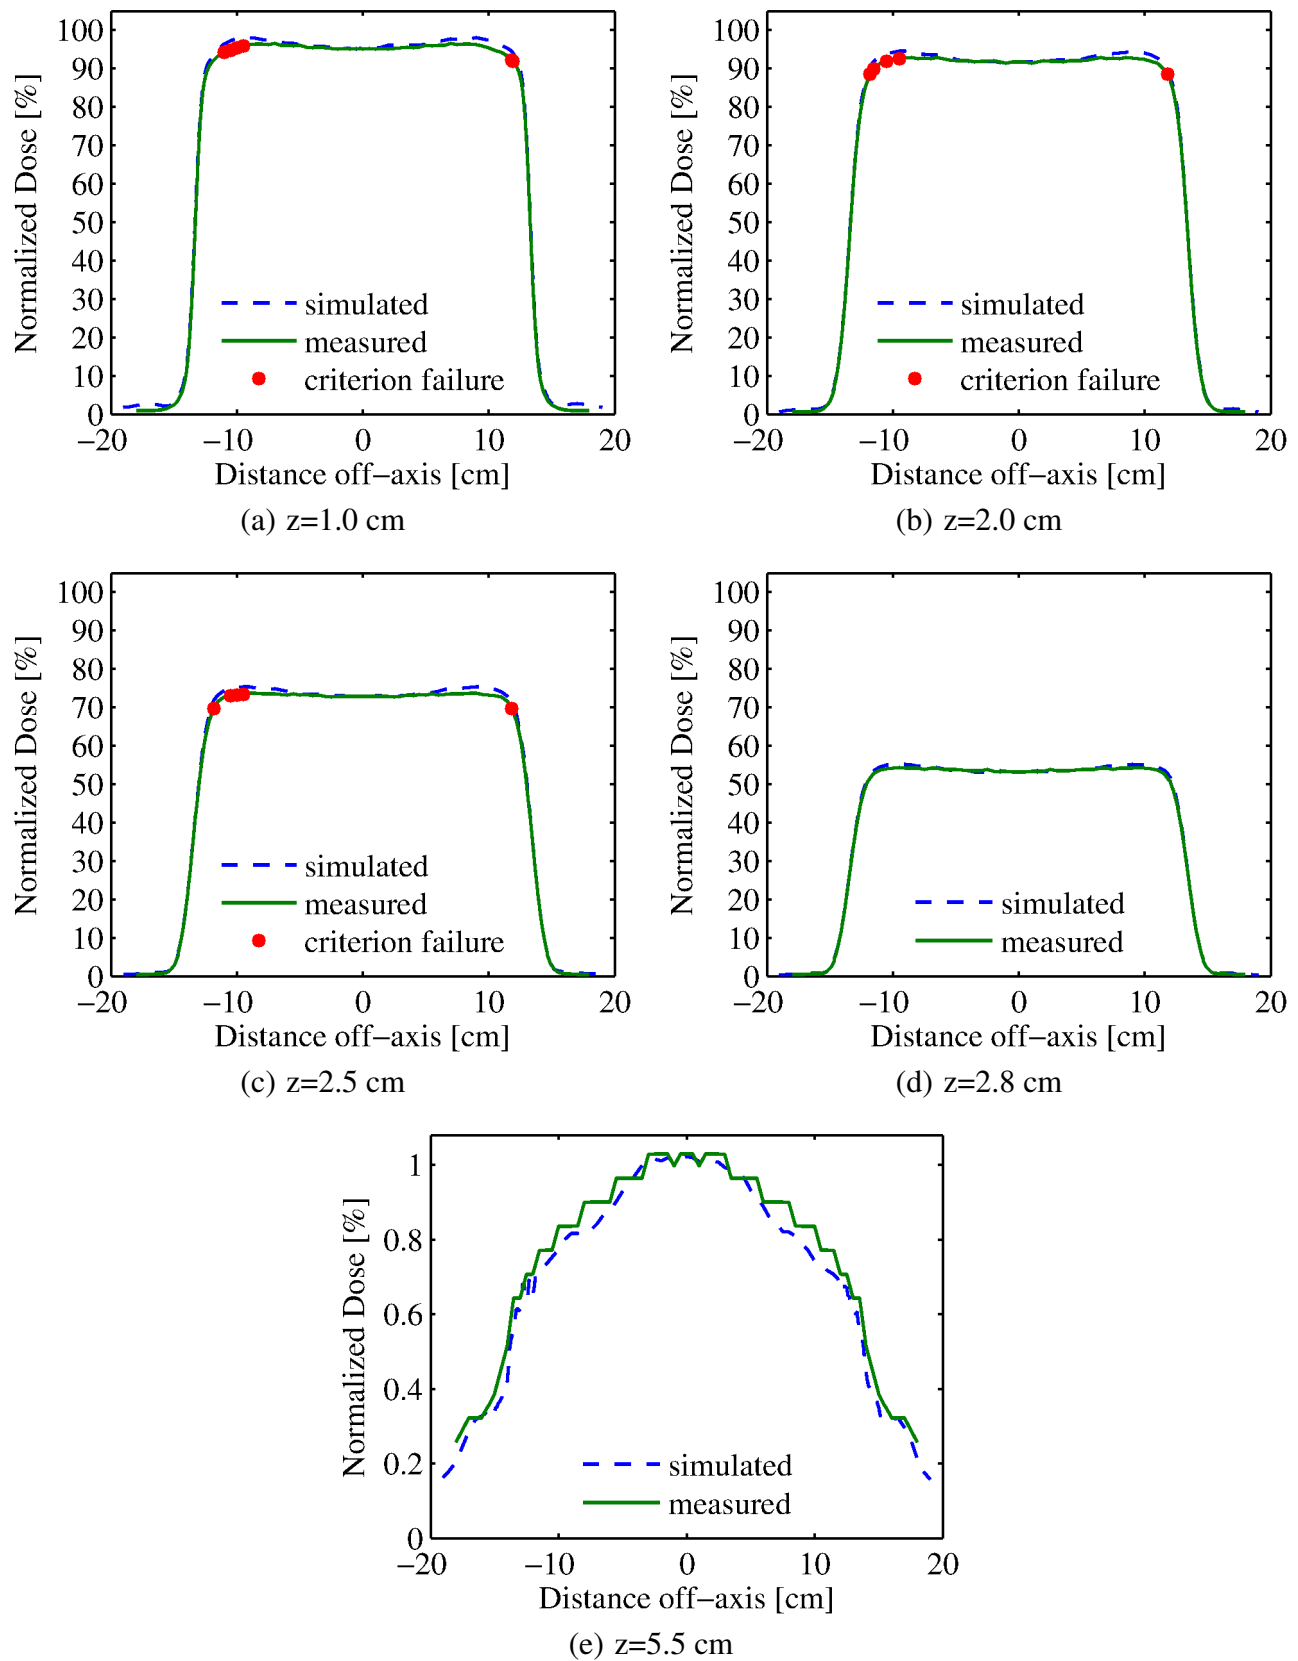 100
90
80
70
60
50
40
30
20
10
0
Normalized Dose [%]
simulated
measured
criterion failure
−20 −10 0 10 20
Distance off−axis [cm]
(a) z=1.0 cm
100
90
80
70
60
50
40
30
20
10
0
Normalized Dose [%]
simulated
measured
criterion failure
−20 −10 0 10 20
Distance off−axis [cm]
(b) z=2.0 cm
100
90
80
70
60
50
40
30
20
10
0
Normalized Dose [%]
simulated
measured
criterion failure
−20 −10 0 10 20
Distance off−axis [cm]
(c) z=2.5 cm
100
90
80
70
60
50
40
30
20
10
0
Normalized Dose [%]
simulated
measured
−20 −10 0 10 20
Distance off−axis [cm]
(d) z=2.8 cm
1
0.8
0.6
0.4
0.2
0
Normalized Dose [%]
simulated
measured
−20 −10 0 10 20
Distance off−axis [cm]
(e) z=5.5 cm